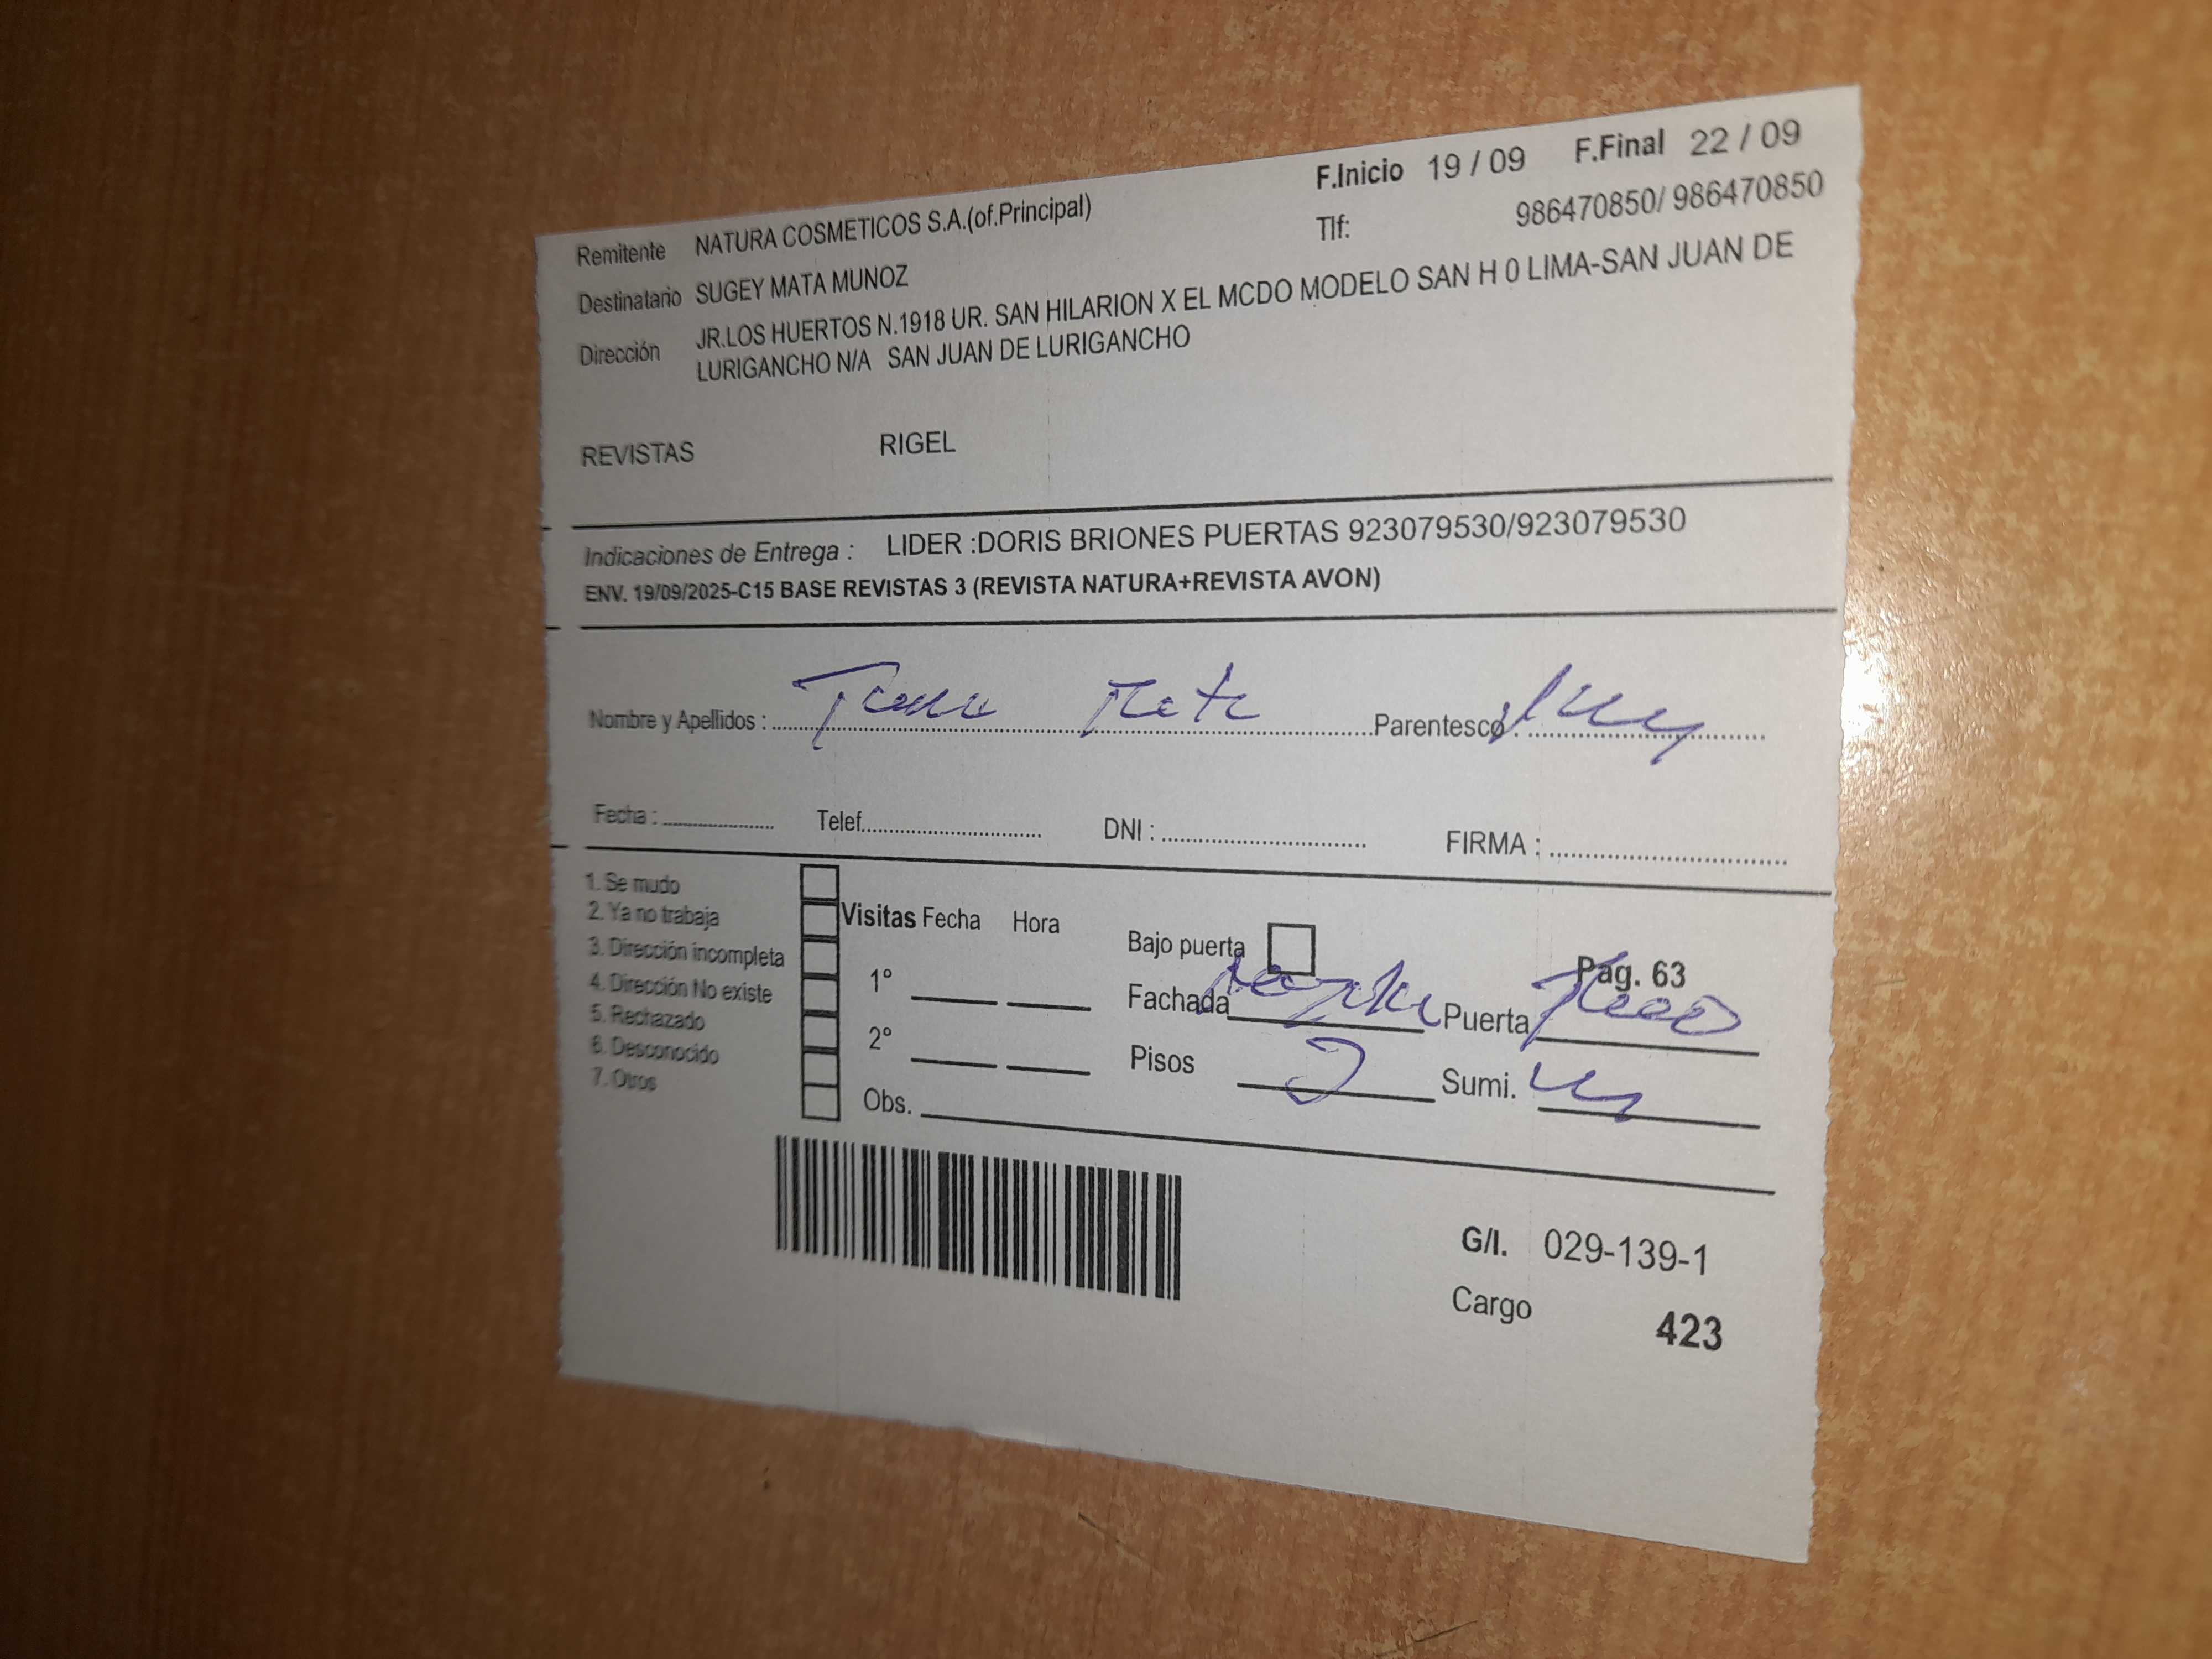 F.Inicio 19 / 09 F.Final 22 / 09
Remitente NATURA COSMETICOS S.A.(of.Principal) Tlf: 986470850/ 986470850
Destinatario SUGEY MATA MUNOZ
Dirección JR.LOS HUERTOS N.1918 UR. SAN HILARION X EL MCDO MODELO SAN H 0 LIMA-SAN JUAN DE
LURIGANCHO N/A SAN JUAN DE LURIGANCHO
REVISTAS RIGEL
Indicaciones de Entrega : LIDER :DORIS BRIONES PUERTAS 923079530/923079530
ENV. 19/09/2025-C15 BASE REVISTAS 3 (REVISTA NATURA+REVISTA AVON)
Nombre y Apellidos : Parentesco :
Fecha : Telef. DNI : FIRMA :
1. Se mudo
2. Ya no trabaja
3. Dirección incompleta
4. Dirección No existe
5. Rechazado
6. Desconocido
7. Otros
Visitas Fecha Hora
1º
2º
Obs.
Bajo puerta Pag. 63
Fachada Puerta
Pisos 2 Sumi.
G/I. 029-139-1
Cargo 423